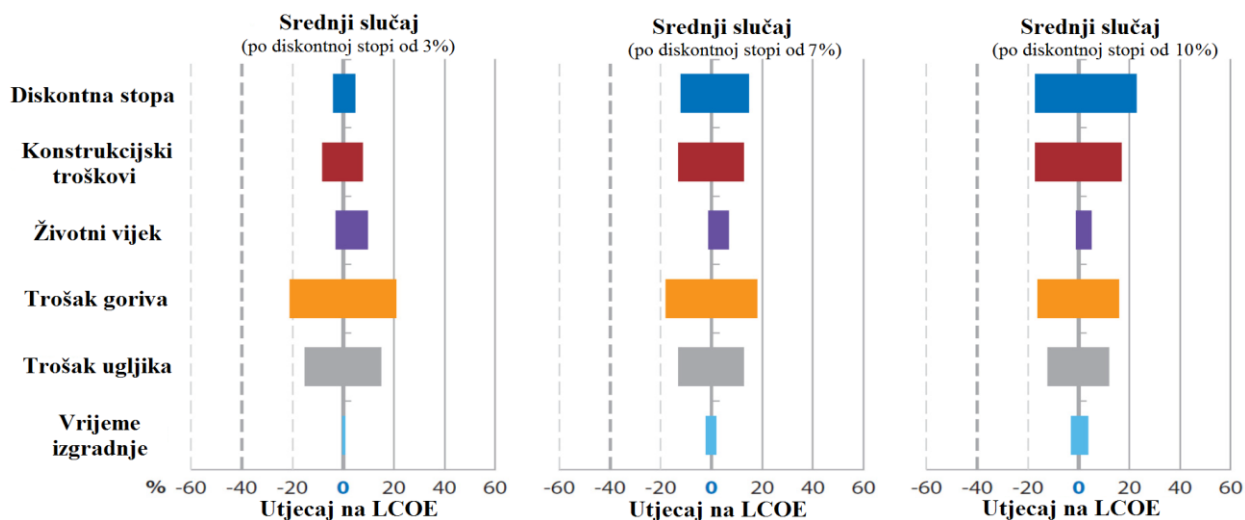 Srednji slučaj
(po diskontnoj stopi od 3%)
Srednji slučaj
(po diskontnoj stopi od 7%)
Srednji slučaj
(po diskontnoj stopi od 10%)
Diskontna stopa
Konstrukcijski
troškovi
Životni vijek
Trošak goriva
Trošak ugljika
Vrijeme
izgradnje
% -60 -40 -20 0 20 40 60
-60 -40 -20 0 20 40 60
-60 -40 -20 0 20 40 60
Utjecaj na LCOE
Utjecaj na LCOE
Utjecaj na LCOE